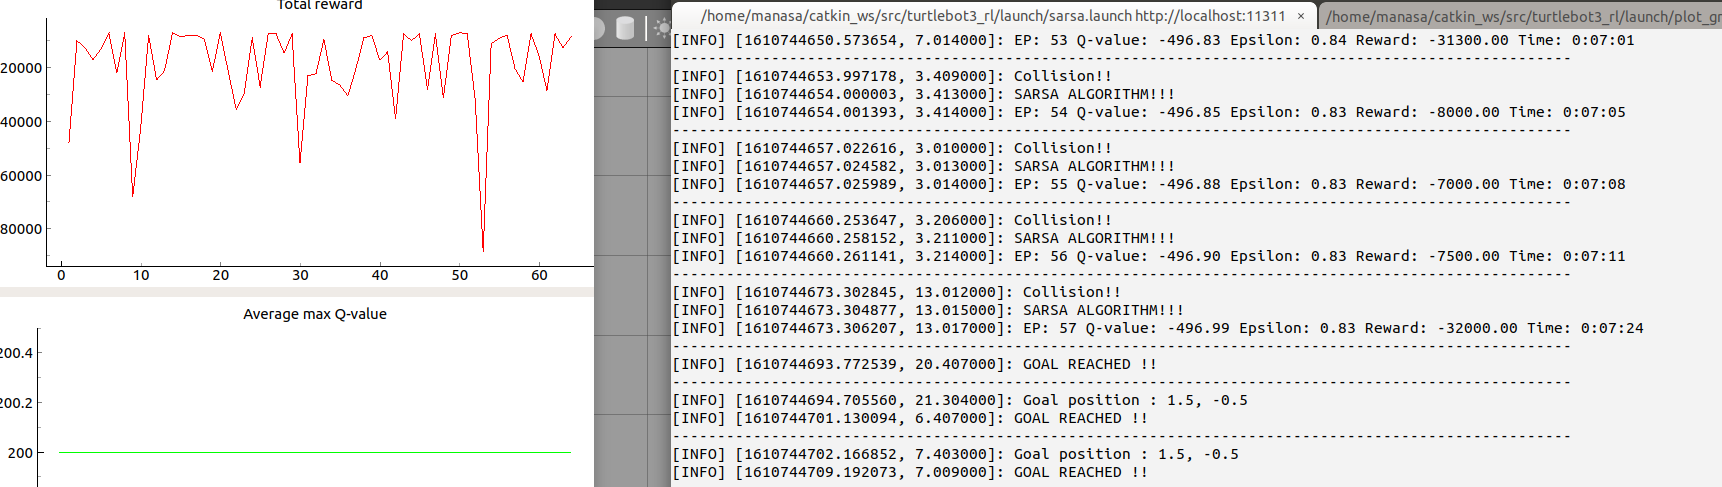 Total reward
20000
40000
60000
80000
0 10 20 30 40 50 60
Average max Q-value
200.4
200.2
200
/home/manasa/catkin_ws/src/turtlebot3_rl/launch/sarsa.launch http://localhost:11311 ×
/home/manasa/catkin_ws/src/turtlebot3_rl/launch/plot_gr
[INFO] [1610744650.573654, 7.014000]: EP: 53 Q-value: -496.83 Epsilon: 0.84 Reward: -31300.00 Time: 0:07:01
----------------------------------------------------------------------------------------------------
[INFO] [1610744653.997178, 3.409000]: Collision!!
[INFO] [1610744654.000003, 3.413000]: SARSA ALGORITHM!!!
[INFO] [1610744654.001393, 3.414000]: EP: 54 Q-value: -496.85 Epsilon: 0.83 Reward: -8000.00 Time: 0:07:05
----------------------------------------------------------------------------------------------------
[INFO] [1610744657.022616, 3.010000]: Collision!!
[INFO] [1610744657.024582, 3.013000]: SARSA ALGORITHM!!!
[INFO] [1610744657.025989, 3.014000]: EP: 55 Q-value: -496.88 Epsilon: 0.83 Reward: -7000.00 Time: 0:07:08
----------------------------------------------------------------------------------------------------
[INFO] [1610744660.253647, 3.206000]: Collision!!
[INFO] [1610744660.258152, 3.211000]: SARSA ALGORITHM!!!
[INFO] [1610744660.261141, 3.214000]: EP: 56 Q-value: -496.90 Epsilon: 0.83 Reward: -7500.00 Time: 0:07:11
----------------------------------------------------------------------------------------------------
[INFO] [1610744673.302845, 13.012000]: Collision!!
[INFO] [1610744673.304877, 13.015000]: SARSA ALGORITHM!!!
[INFO] [1610744673.306207, 13.017000]: EP: 57 Q-value: -496.99 Epsilon: 0.83 Reward: -32000.00 Time: 0:07:24
----------------------------------------------------------------------------------------------------
[INFO] [1610744693.772539, 20.407000]: GOAL REACHED !!
----------------------------------------------------------------------------------------------------
[INFO] [1610744694.705560, 21.304000]: Goal position : 1.5, -0.5
[INFO] [1610744701.130094, 6.407000]: GOAL REACHED !!
----------------------------------------------------------------------------------------------------
[INFO] [1610744702.166852, 7.403000]: Goal position : 1.5, -0.5
[INFO] [1610744709.192073, 7.009000]: GOAL REACHED !!